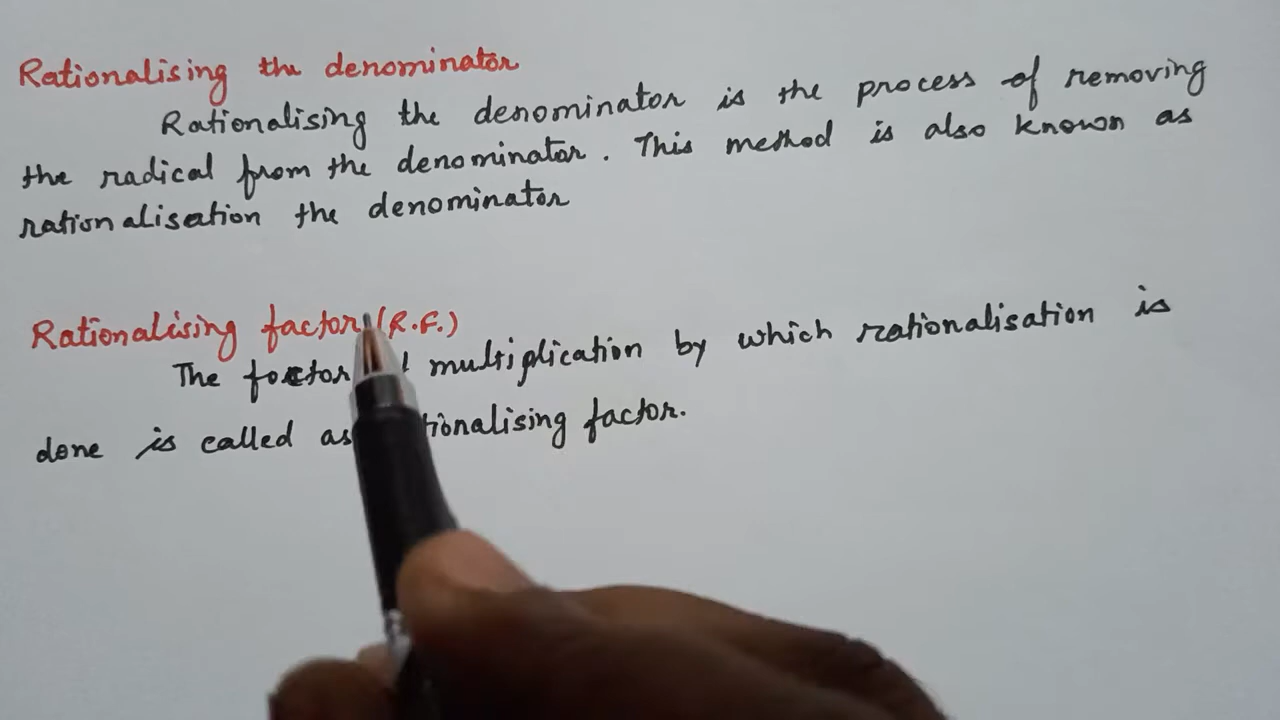 Rationalising the denominator
Rationalising the denominator is the process of removing
the radical from the denominator. This method is also known as
rationalisation the denominator
Rationalising factor (R.F.)
The factor multiplication by which rationalisation is
done is called as factor.